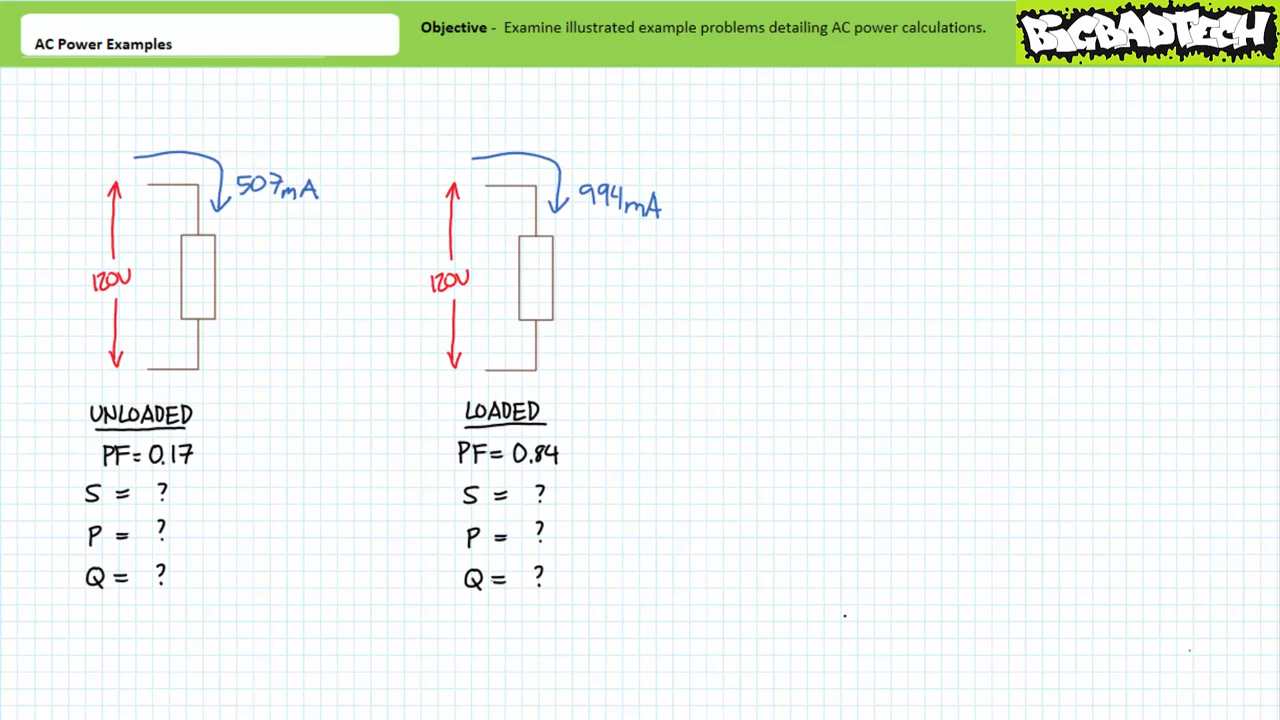 AC Power Examples
Objective - Examine illustrated example problems detailing AC power calculations.
BIGBADTECH
507mA
120V
UNLOADED
PF = 0.17
S = ?
P = ?
Q = ?
994mA
120V
LOADED
PF = 0.84
S = ?
P = ?
Q = ?